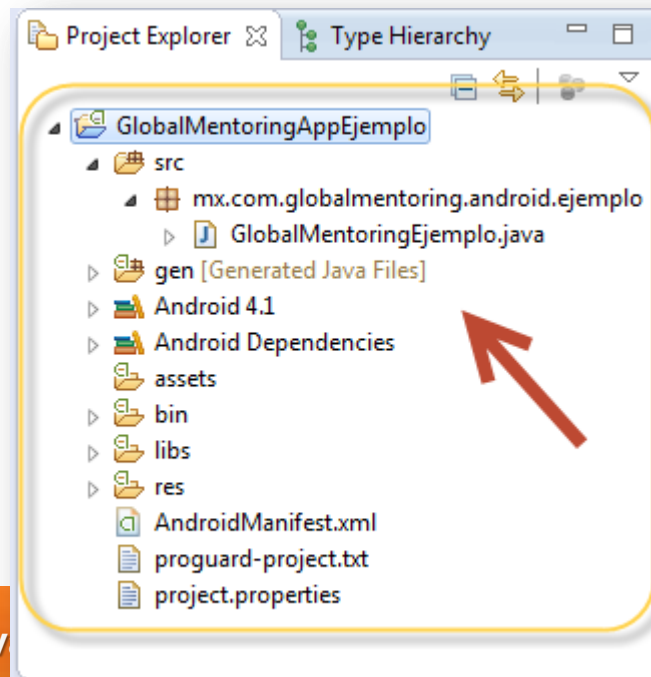 Project Explorer Type Hierarchy
GlobalMentoringAppEjemplo
src
mx.com.globalmentoring.android.ejemplo
GlobalMentoringEjemplo.java
gen [Generated Java Files]
Android 4.1
Android Dependencies
assets
bin
libs
res
AndroidManifest.xml
proguard-project.txt
project.properties